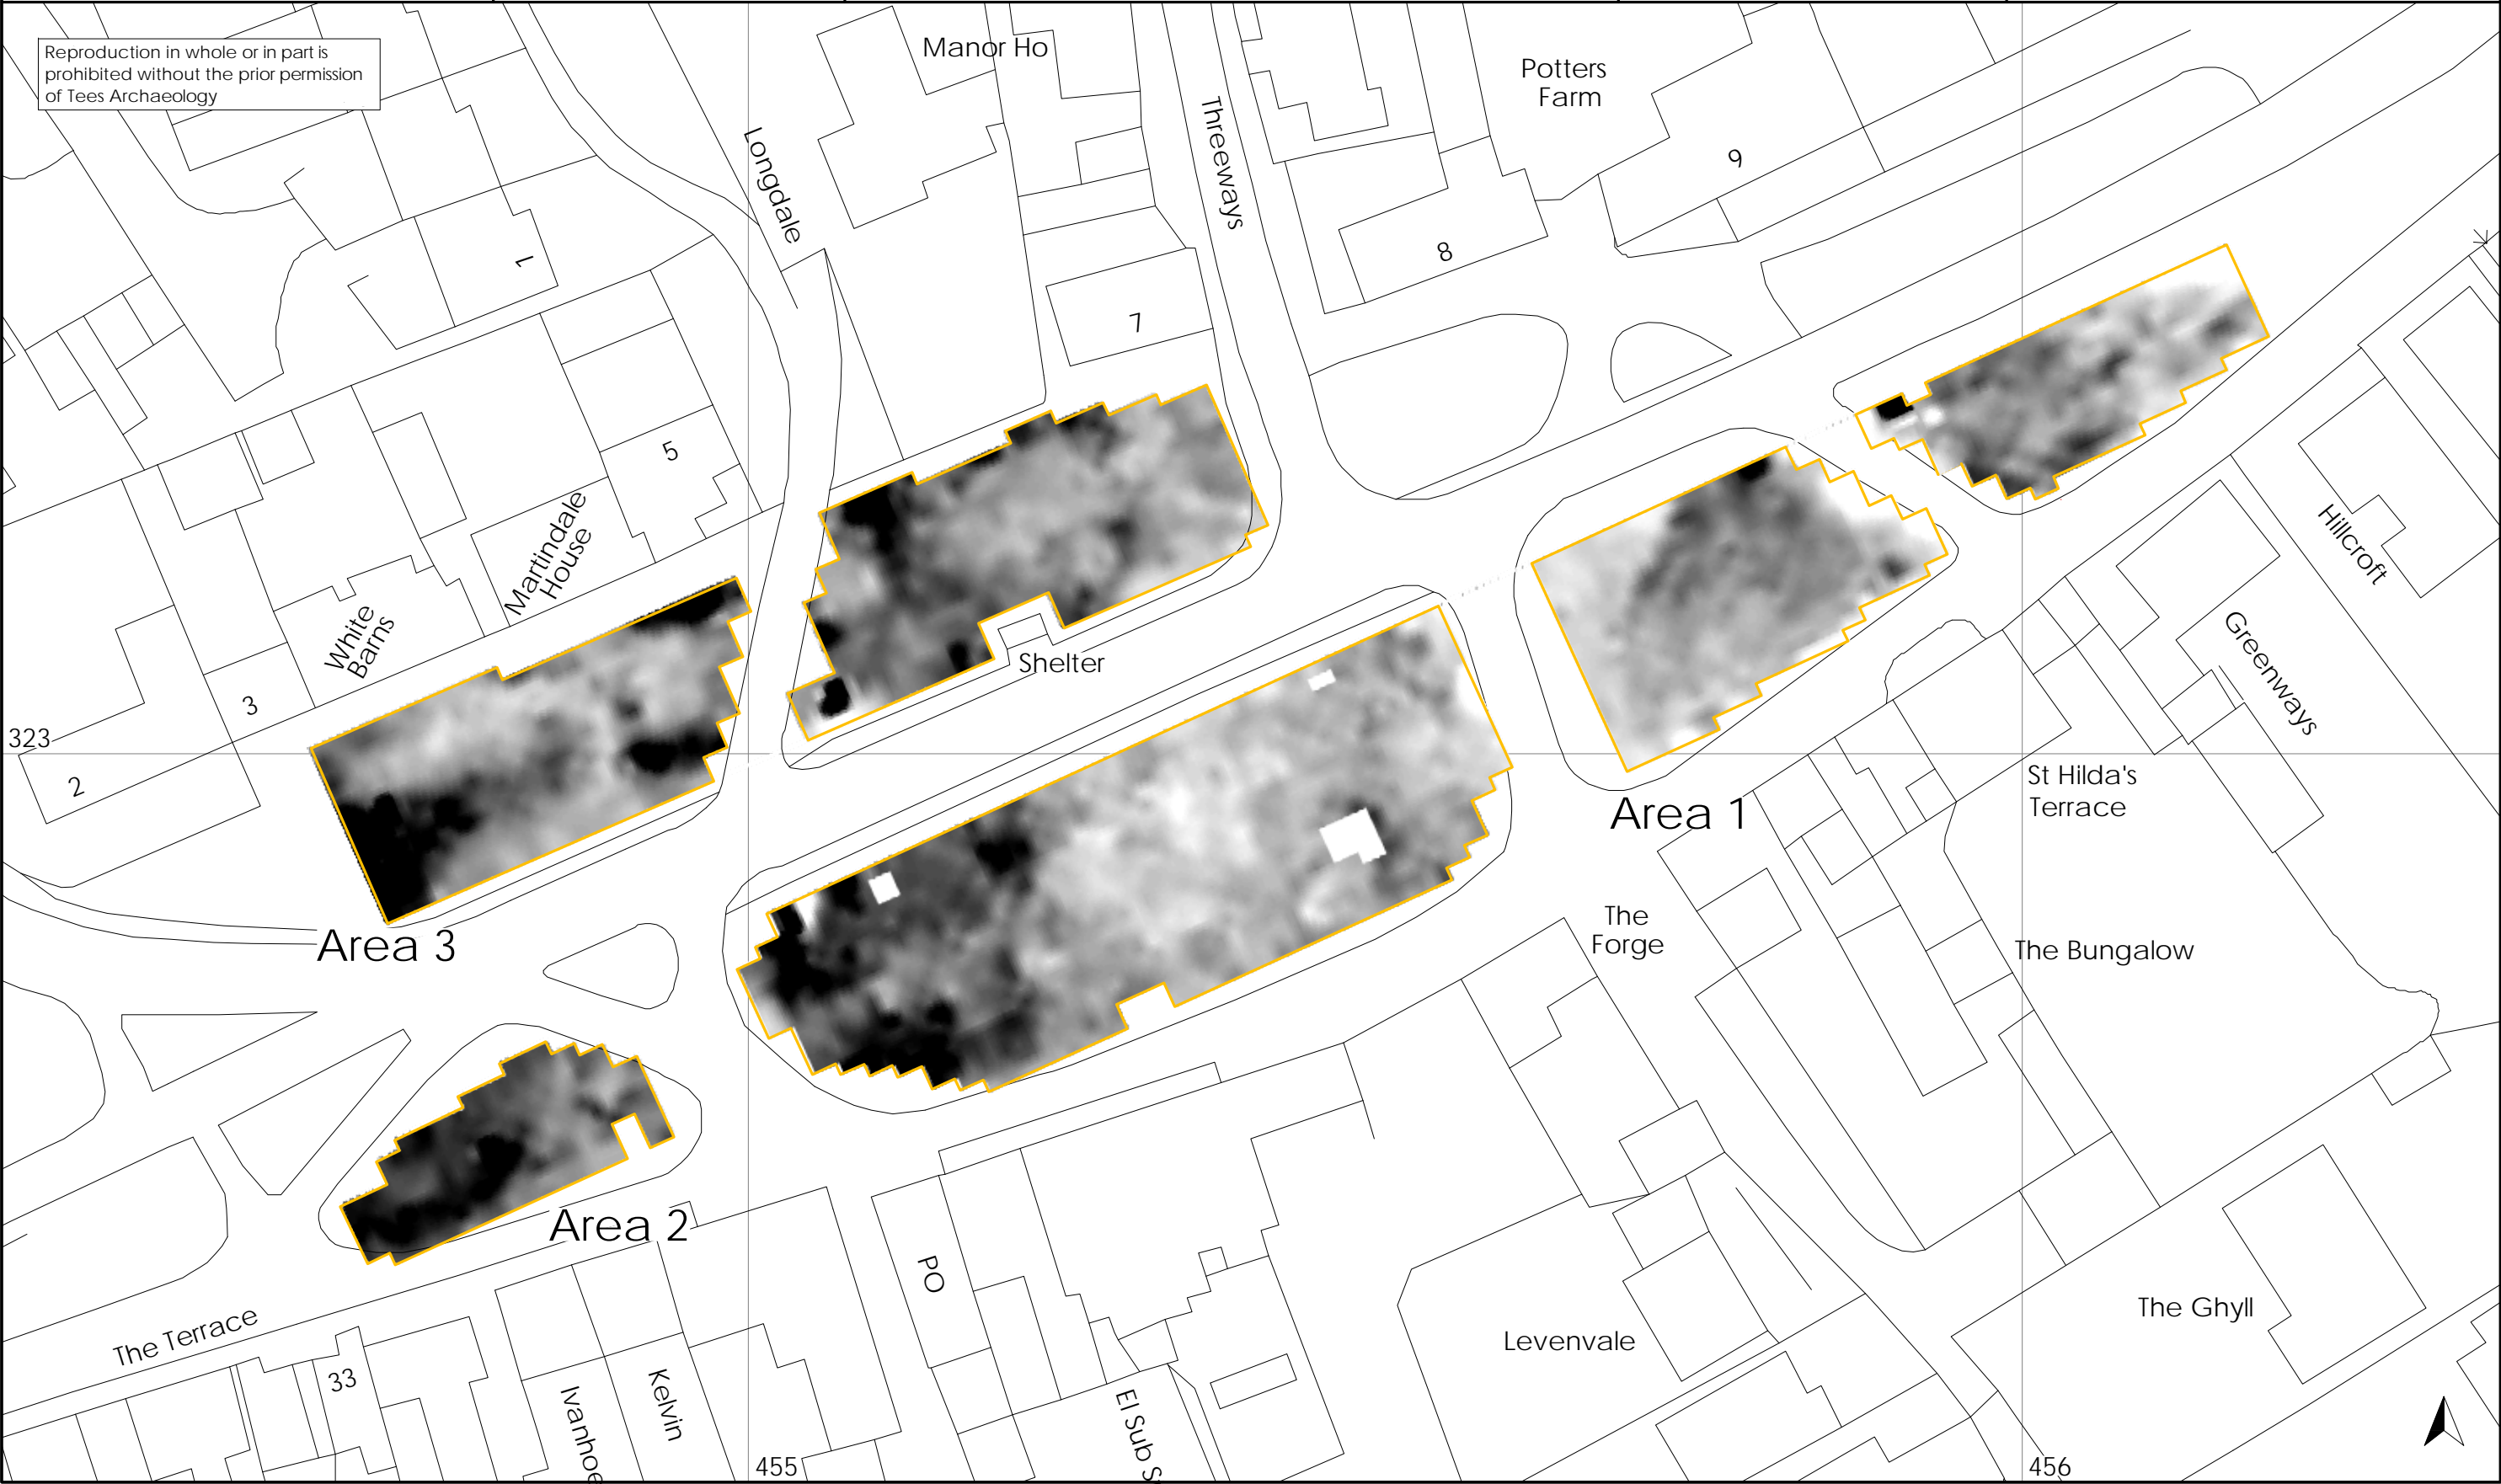 Reproduction in whole or in part is
prohibited without the prior permission
of Tees Archaeology
Manor Ho
Potters
Farm
Threeways
Longdale
9
8
1
7
5
Martindale
House
White
Barns
3
2
323
Shelter
Hillcroft
Greenways
Area 1
St Hilda's
Terrace
Area 3
The
Forge
The Bungalow
Area 2
The Terrace
PO
The Ghyll
Levenvale
33
Ivanhoe
Kelvin
El Sub S
455
456